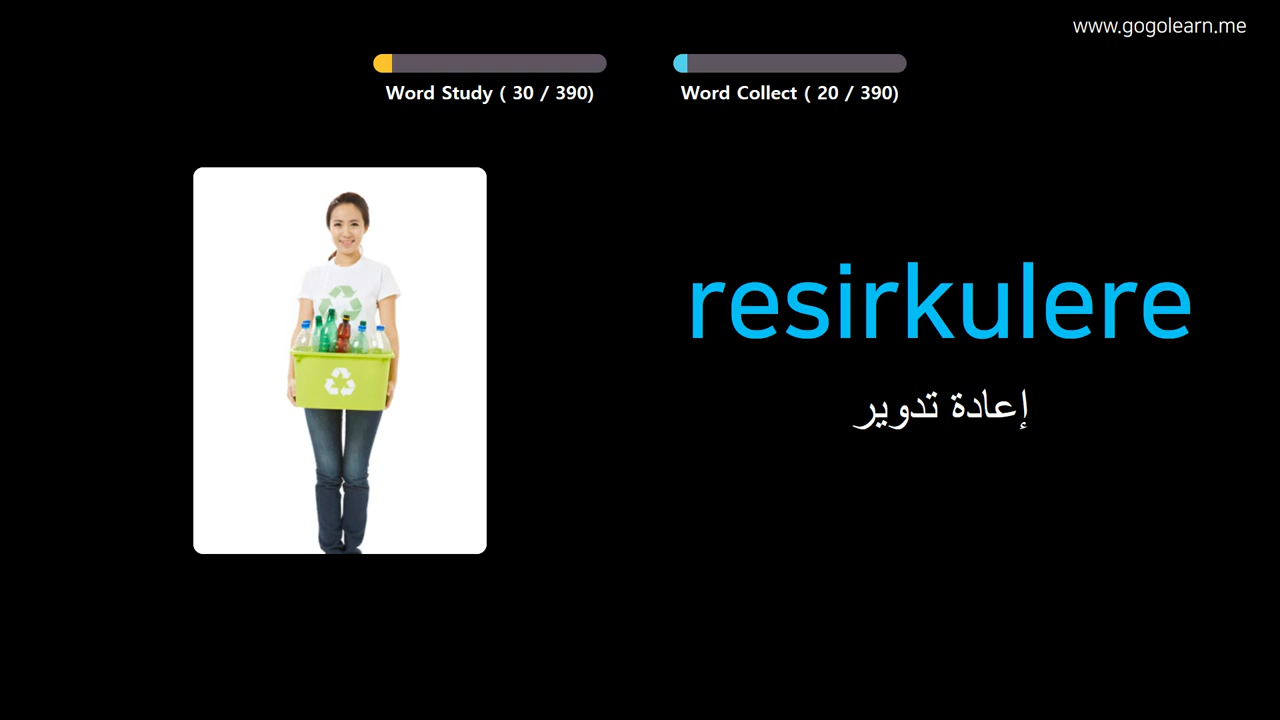 www.gogolearn.me
Word Study ( 30 / 390)
Word Collect ( 20 / 390)
resirkulere
إعادة تدوير